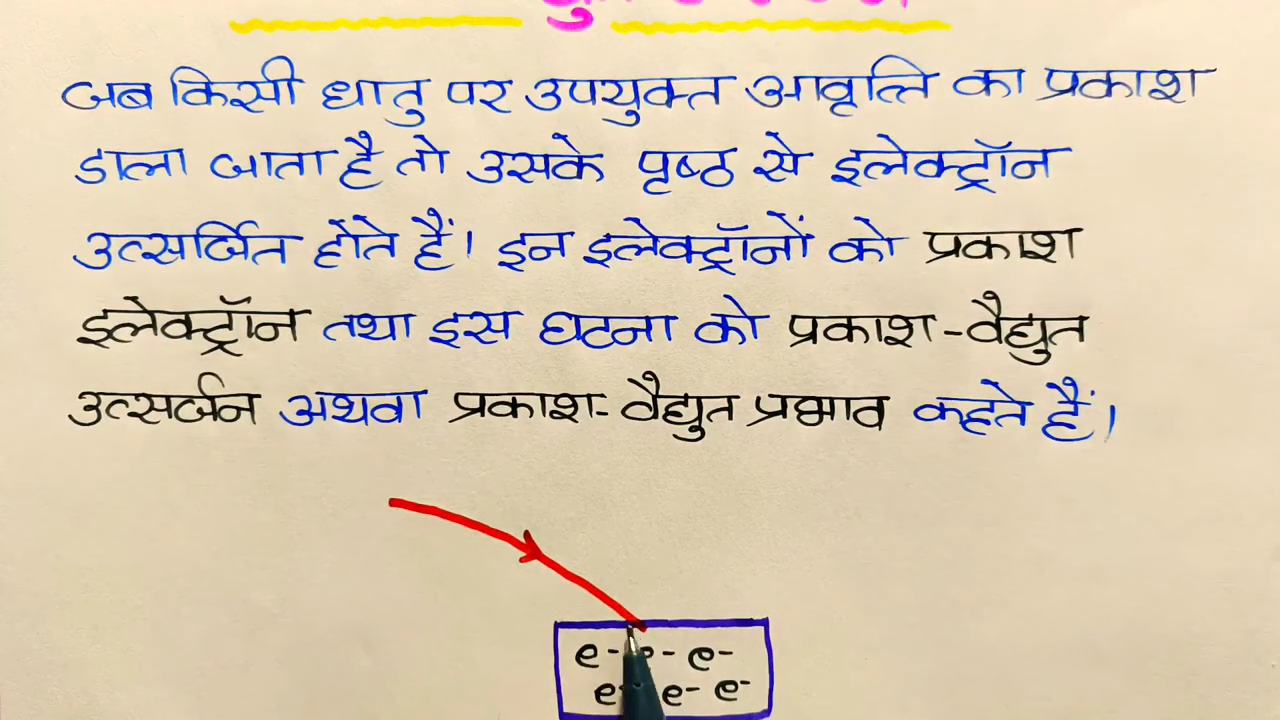 जब किसी धातु पर उपयुक्त आवृत्ति का प्रकाश
डाला जाता है तो उसके पृष्ठ से इलेक्ट्रॉन
उत्सर्जित होते हैं। इन इलेक्ट्रॉनों को प्रकाश
इलेक्ट्रॉन तथा इस घटना को प्रकाश-वैद्युत
उत्सर्जन अथवा प्रकाश-वैद्युत प्रभाव कहते हैं।
e- e- e-
e- e- e-